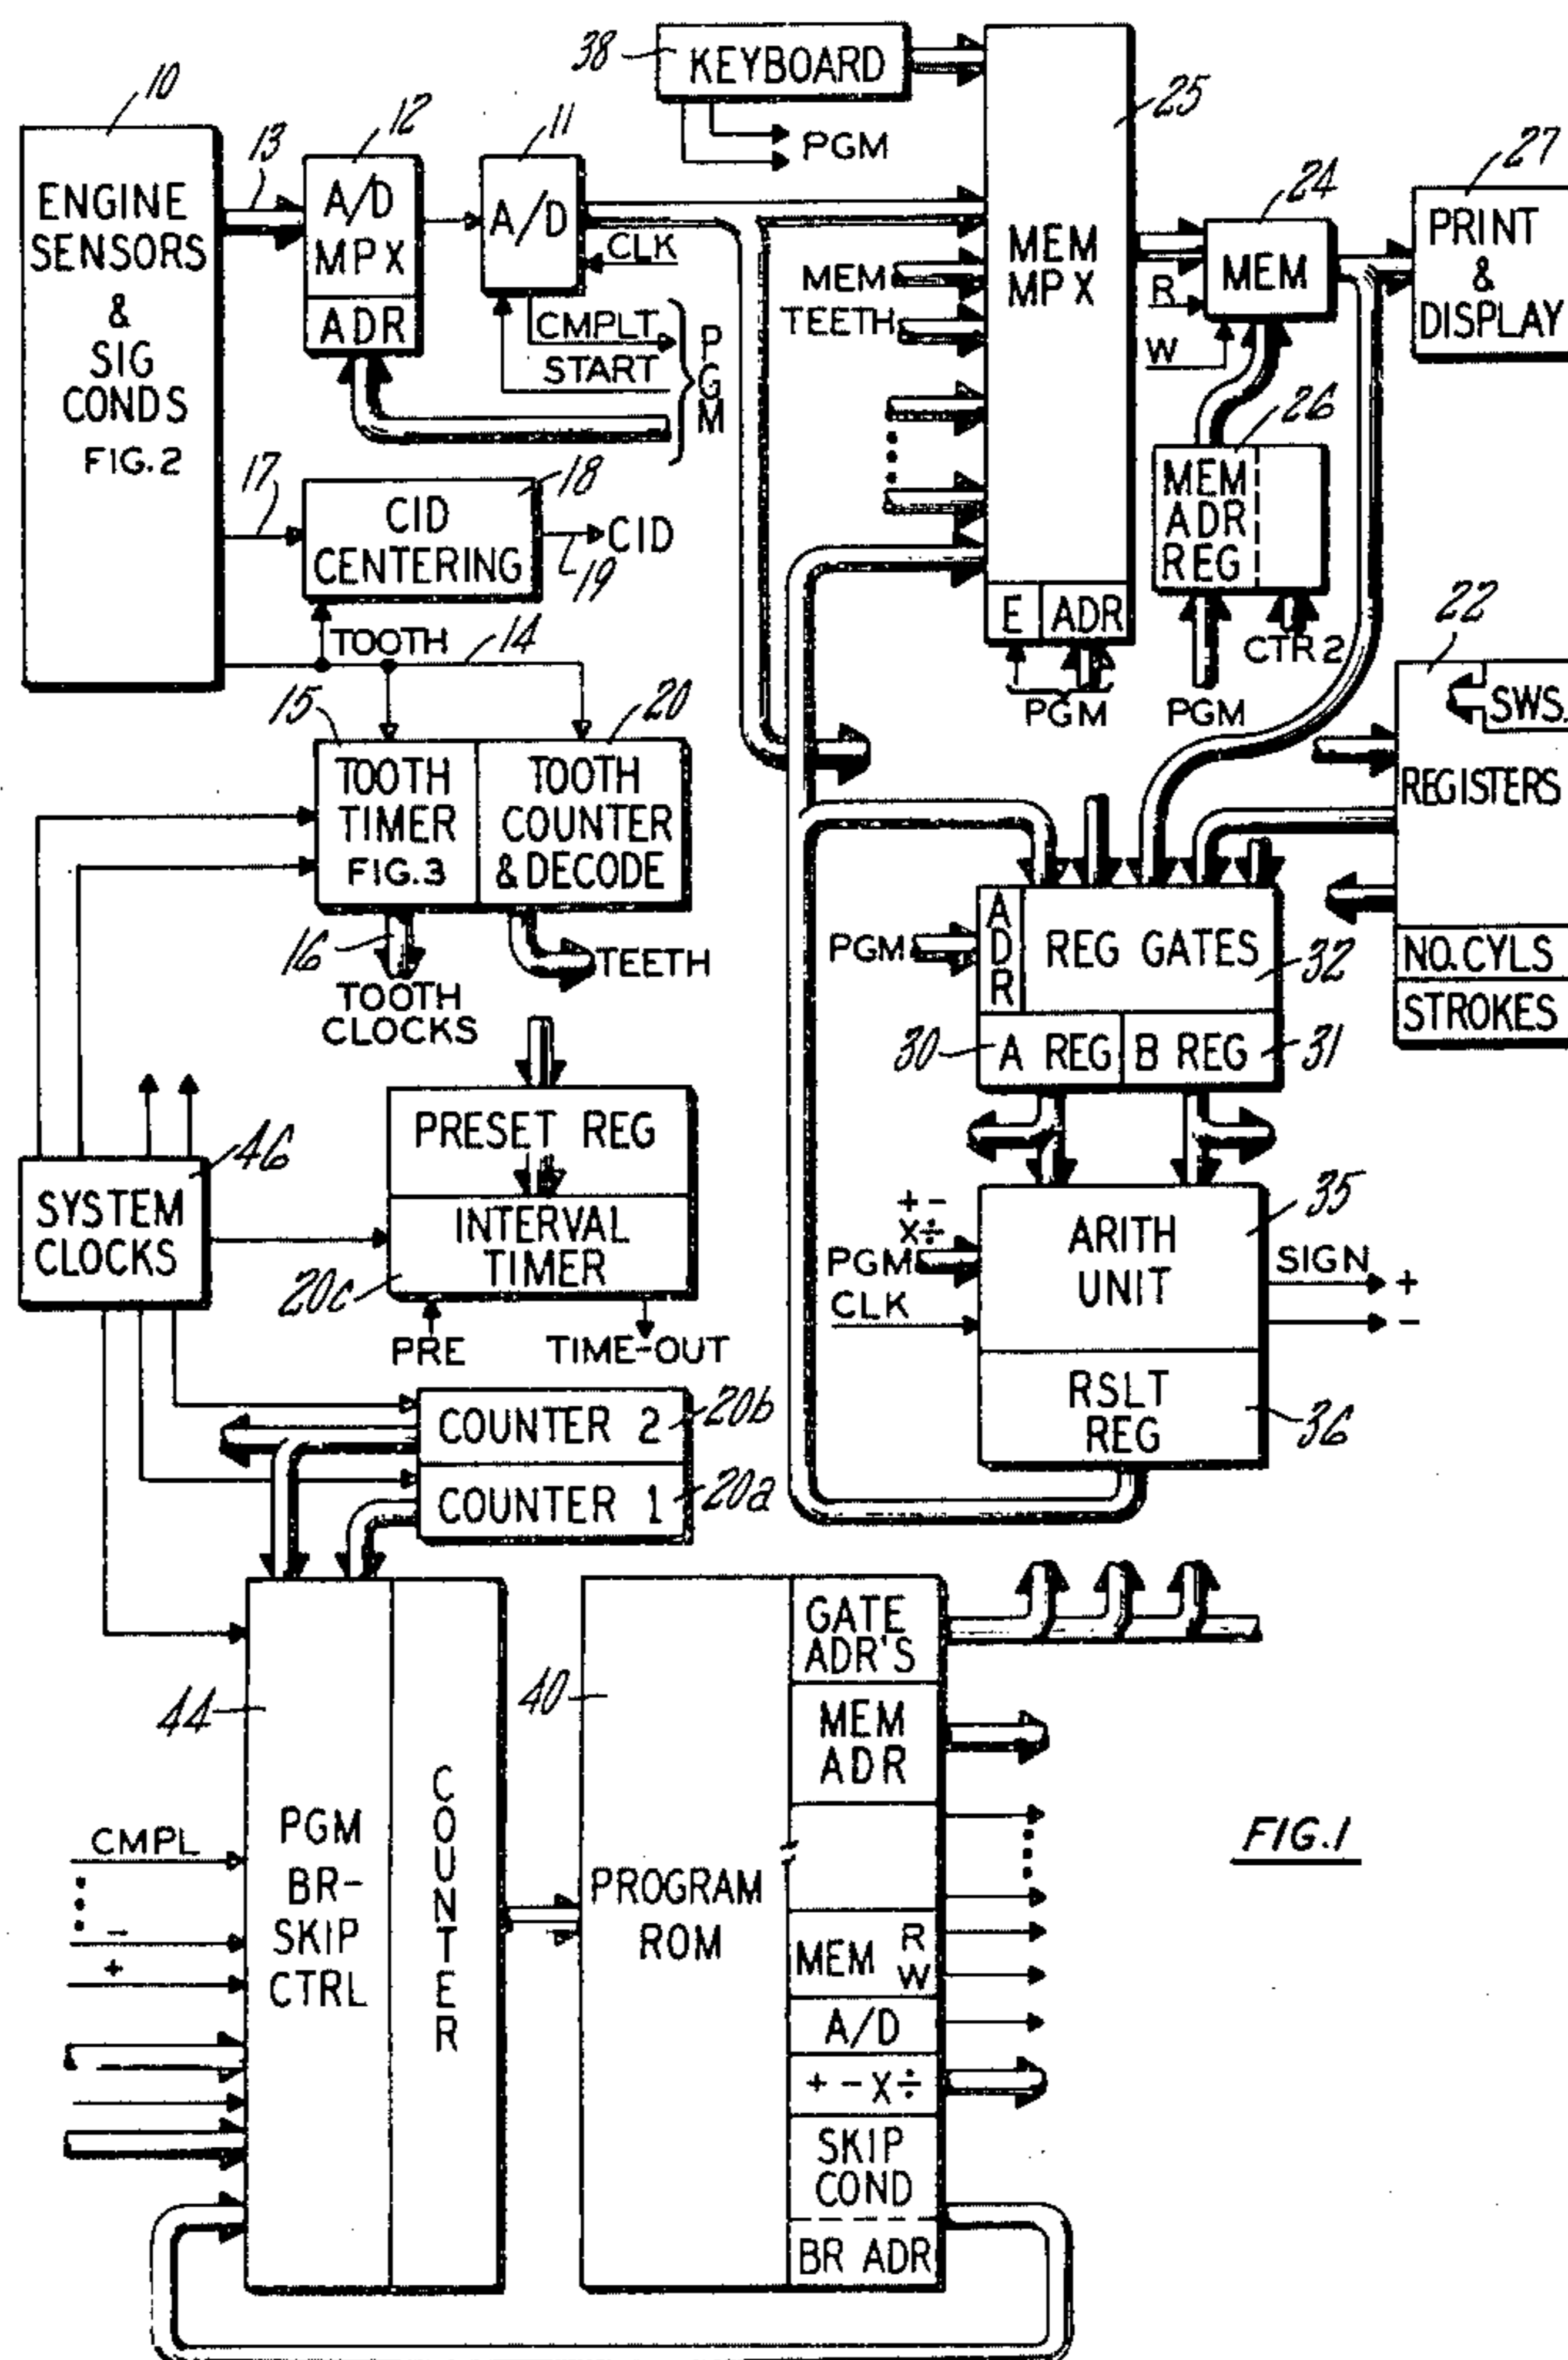 38
KEYBOARD
PGM
10
ENGINE
SENSORS
&
SIG
CONDS
FIG.2
13
12
A/D
MPX
ADR
11
A/D
CLK
CMPLT
START
PGM
25
MEM
MPX
MEM
TEETH
E
ADR
PGM
24
MEM
R
W
27
PRINT
&
DISPLAY
26
MEM
ADR
REG
CTR 2
PGM
17
18
CID
CENTERING
19
CID
TOOTH
14
15
TOOTH
TIMER
FIG.3
20
TOOTH
COUNTER
& DECODE
16
TOOTH
CLOCKS
TEETH
22
SWS.
REGISTERS
NO. CYLS
STROKES
PGM
ADR
REG GATES
32
30
A REG
B REG
31
46
SYSTEM
CLOCKS
PRESET REG
INTERVAL
TIMER
20c
PRE
TIME-OUT
+ -
X÷
PGM
CLK
ARITH
UNIT
35
SIGN
+
-
RSLT
REG
36
COUNTER 2
20b
COUNTER 1
20a
44
PGM
BR-
SKIP
CTRL
COUNTER
CMPL
-
+
40
PROGRAM
ROM
GATE
ADR'S
MEM
ADR
MEM
R
W
A/D
+ - X ÷
SKIP
COND
BR ADR
FIG.1